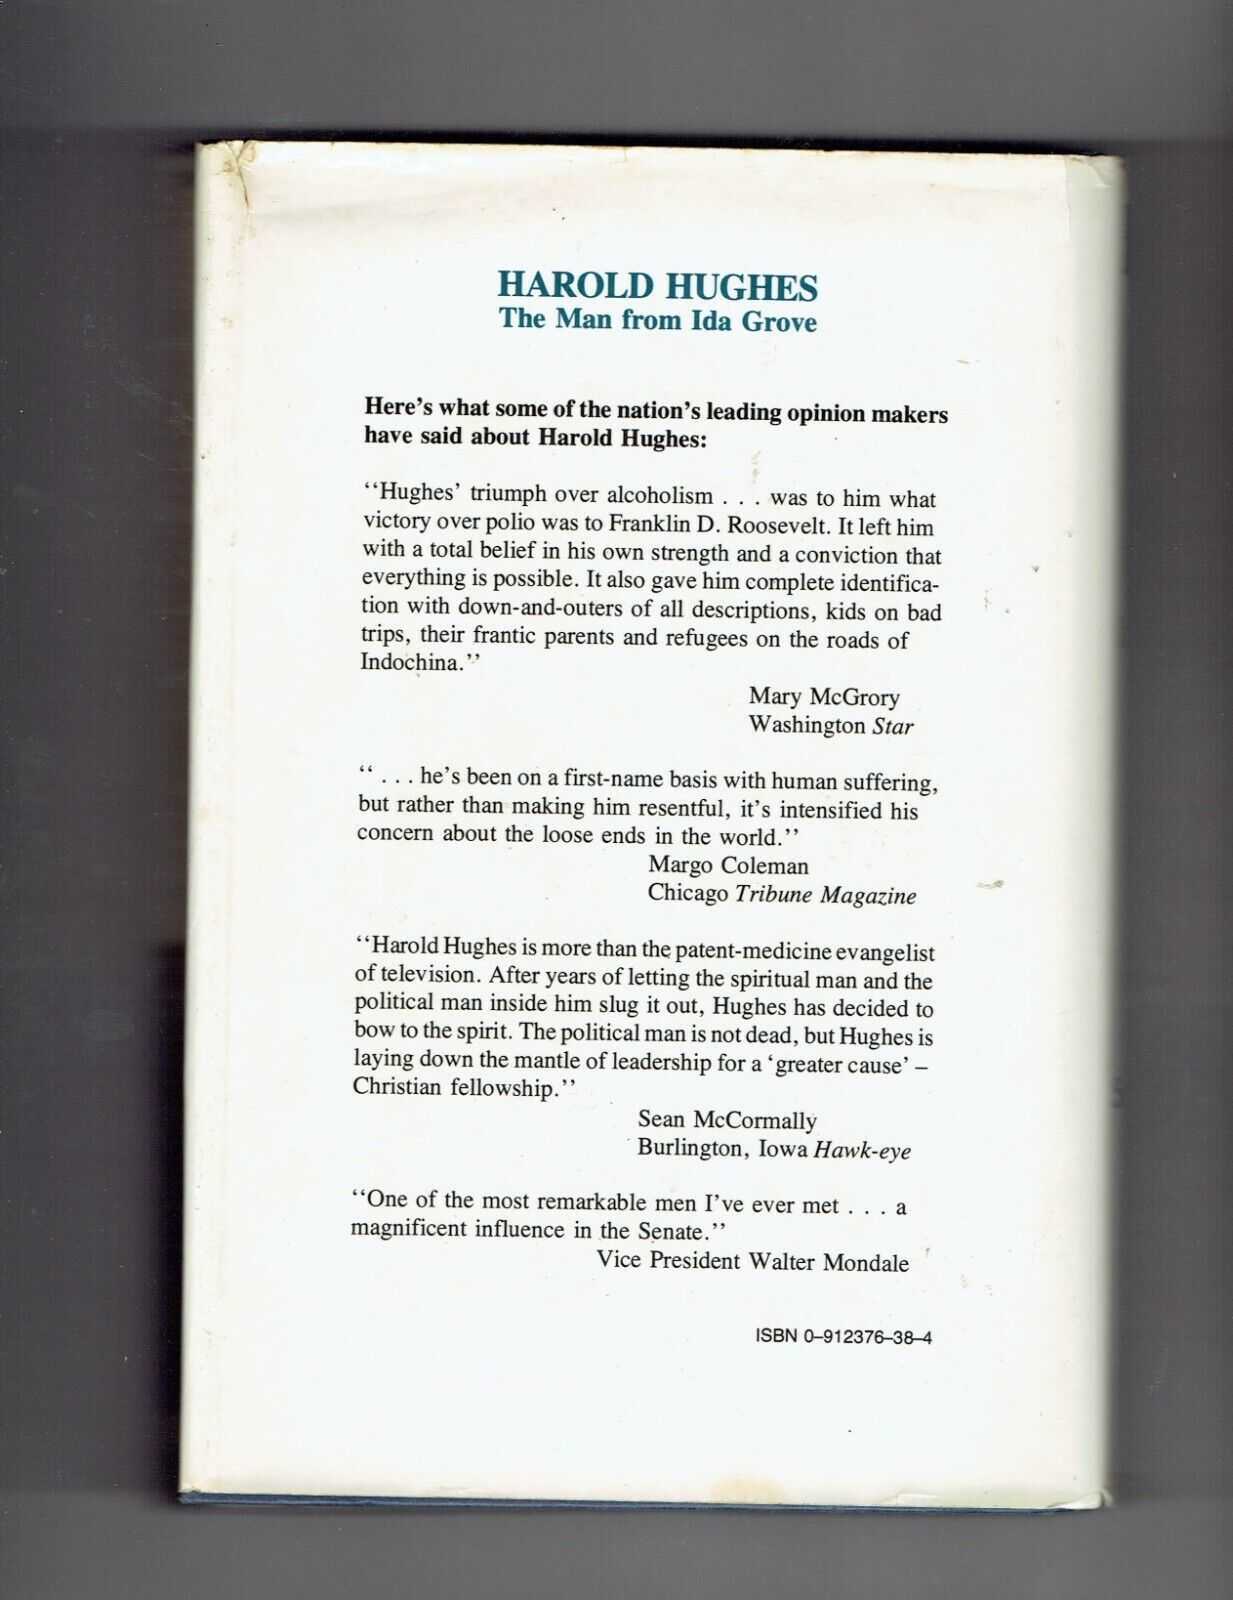 HAROLD HUGHES
The Man from Ida Grove
Here's what some of the nation's leading opinion makers
have said about Harold Hughes:
‘‘Hughes’ triumph over alcoholism . . . was to him what
victory over polio was to Franklin D. Roosevelt. It left him
with a total belief in his own strength and a conviction that
everything is possible. It also gave him complete identifica-
tion with down-and-outers of all descriptions, kids on bad
trips, their frantic parents and refugees on the roads of
Indochina.’’
Mary McGrory
Washington Star
‘‘ . . . he’s been on a first-name basis with human suffering,
but rather than making him resentful, it’s intensified his
concern about the loose ends in the world.’’
Margo Coleman
Chicago Tribune Magazine
‘‘Harold Hughes is more than the patent-medicine evangelist
of television. After years of letting the spiritual man and the
political man inside him slug it out, Hughes has decided to
bow to the spirit. The political man is not dead, but Hughes is
laying down the mantle of leadership for a ‘greater cause’ –
Christian fellowship.’’
Sean McCormally
Burlington, Iowa Hawk-eye
‘‘One of the most remarkable men I’ve ever met . . . a
magnificent influence in the Senate.’’
Vice President Walter Mondale
ISBN 0–912376–38–4